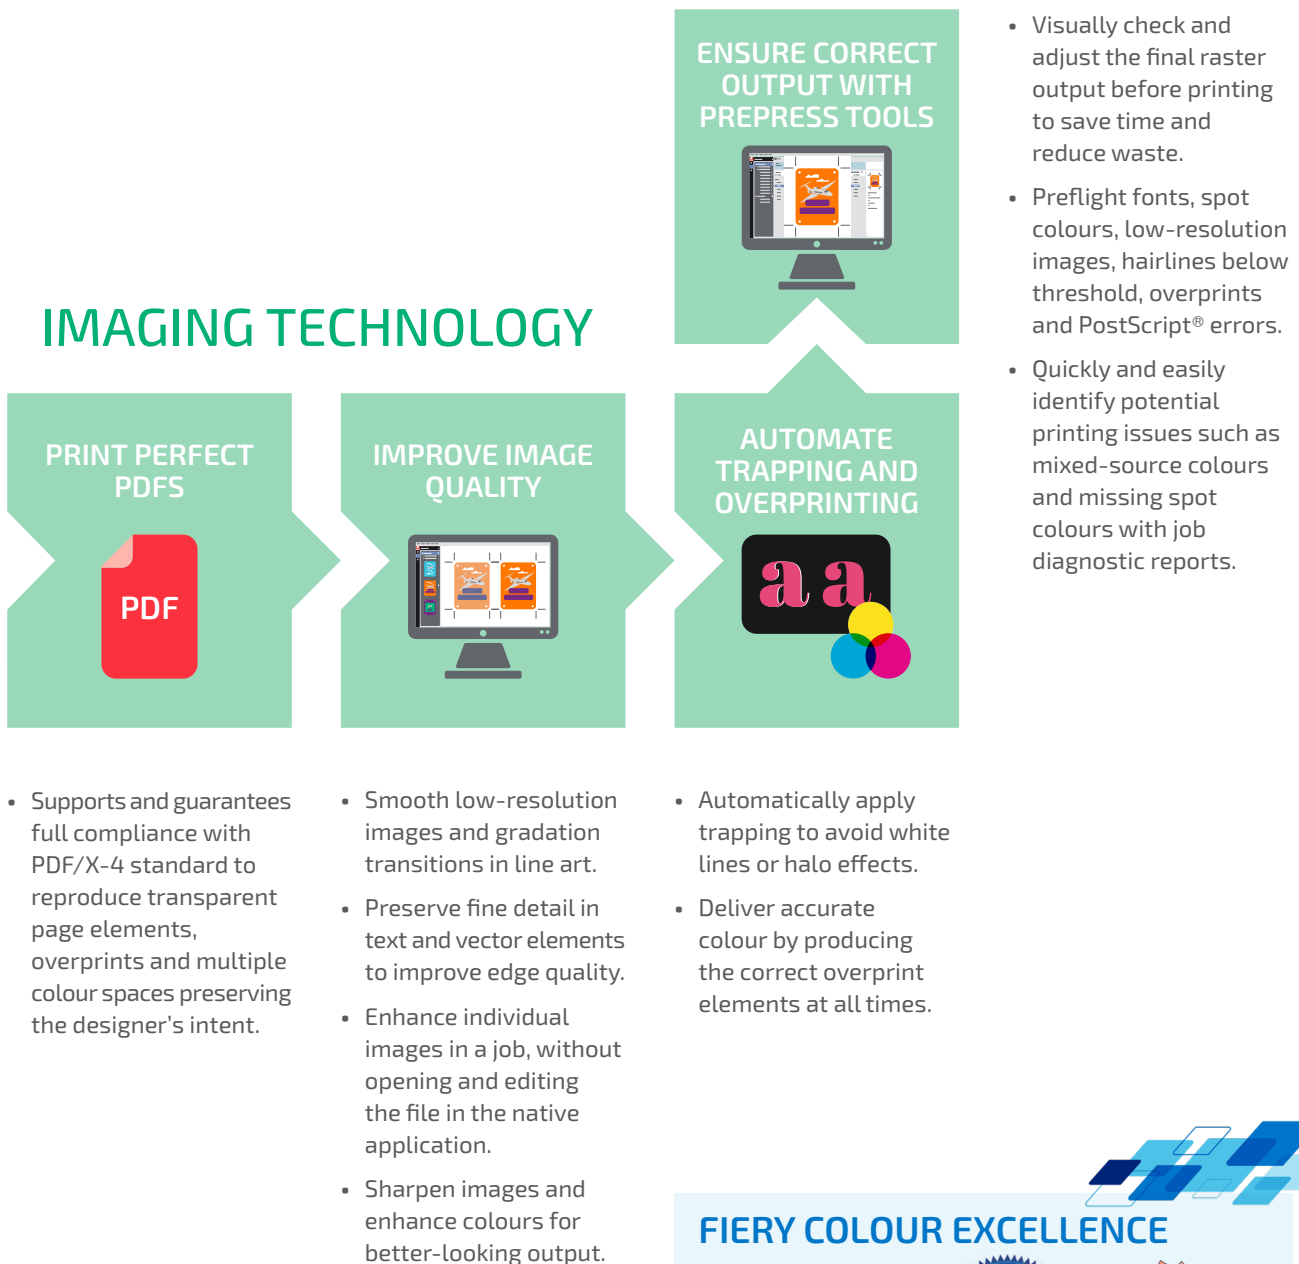 IMAGING TECHNOLOGY
PRINT PERFECT
PDFS
PDF
• Supports and guarantees
full compliance with
PDF/X-4 standard to
reproduce transparent
page elements,
overprints and multiple
colour spaces preserving
the designer’s intent.
IMPROVE IMAGE
QUALITY
• Smooth low-resolution
images and gradation
transitions in line art.
• Preserve fine detail in
text and vector elements
to improve edge quality.
• Enhance individual
images in a job, without
opening and editing
the file in the native
application.
• Sharpen images and
enhance colours for
better-looking output.
AUTOMATE
TRAPPING AND
OVERPRINTING
a a
• Automatically apply
trapping to avoid white
lines or halo effects.
• Deliver accurate
colour by producing
the correct overprint
elements at all times.
ENSURE CORRECT
OUTPUT WITH
PREPRESS TOOLS
• Visually check and
adjust the final raster
output before printing
to save time and
reduce waste.
• Preflight fonts, spot
colours, low-resolution
images, hairlines below
threshold, overprints
and PostScript® errors.
• Quickly and easily
identify potential
printing issues such as
mixed-source colours
and missing spot
colours with job
diagnostic reports.
FIERY COLOUR EXCELLENCE